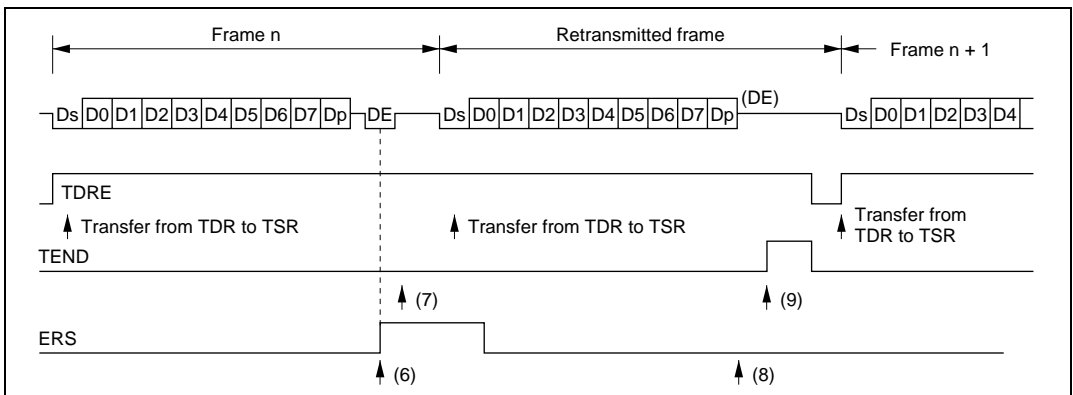 Frame n
Retransmitted frame
Frame n + 1
(DE)
Ds D0 D1 D2 D3 D4 D5 D6 D7 Dp DE Ds D0 D1 D2 D3 D4 D5 D6 D7 Dp Ds D0 D1 D2 D3 D4
TDRE
Transfer from TDR to TSR
Transfer from TDR to TSR
Transfer from
TDR to TSR
TEND
(7)
(9)
ERS
(6)
(8)